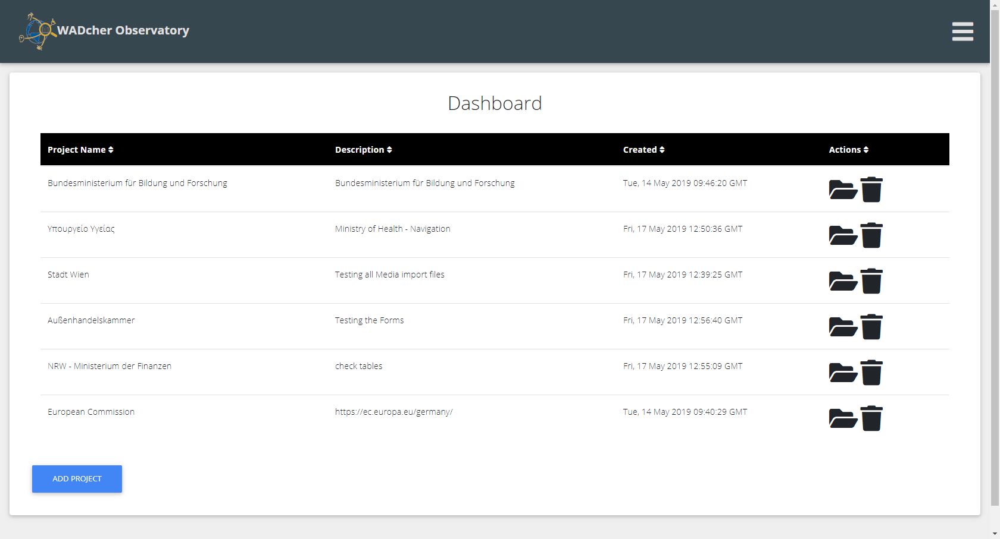 WADcher Observatory
Dashboard
Project Name Description Created Actions
Bundesministerium für Bildung und Forschung Bundesministerium für Bildung und Forschung Tue, 14 May 2019 09:46:20 GMT
Υπουργείο Υγείας Ministry of Health - Navigation Fri, 17 May 2019 12:50:36 GMT
Stadt Wien Testing all Media import files Fri, 17 May 2019 12:39:25 GMT
Außenhandelskammer Testing the Forms Fri, 17 May 2019 12:56:40 GMT
NRW - Ministerium der Finanzen check tables Fri, 17 May 2019 12:55:09 GMT
European Commission https://ec.europa.eu/germany/ Tue, 14 May 2019 09:40:29 GMT
ADD PROJECT